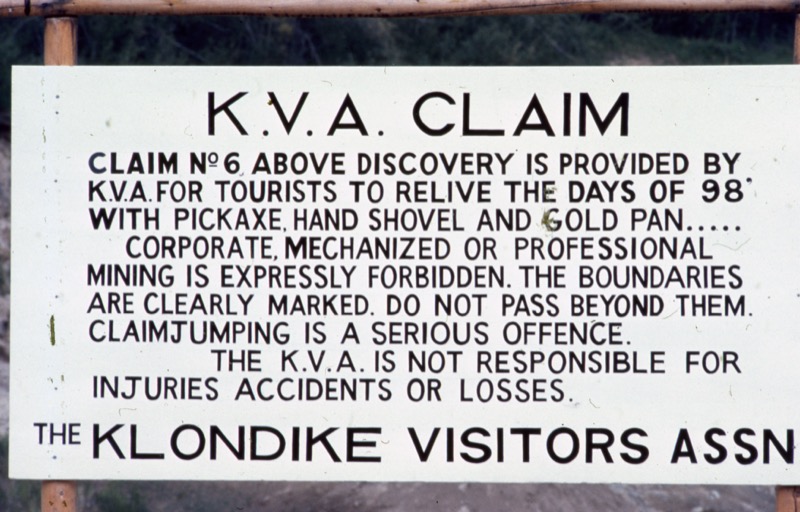 K.V.A. CLAIM
CLAIM Nº 6 ABOVE DISCOVERY IS PROVIDED BY
K.V.A. FOR TOURISTS TO RELIVE THE DAYS OF 98'
WITH PICKAXE, HAND SHOVEL AND GOLD PAN.....
CORPORATE, MECHANIZED OR PROFESSIONAL
MINING IS EXPRESSLY FORBIDDEN. THE BOUNDARIES
ARE CLEARLY MARKED. DO NOT PASS BEYOND THEM.
CLAIMJUMPING IS A SERIOUS OFFENCE.
THE K.V.A. IS NOT RESPONSIBLE FOR
INJURIES ACCIDENTS OR LOSSES.
THE KLONDIKE VISITORS ASSN